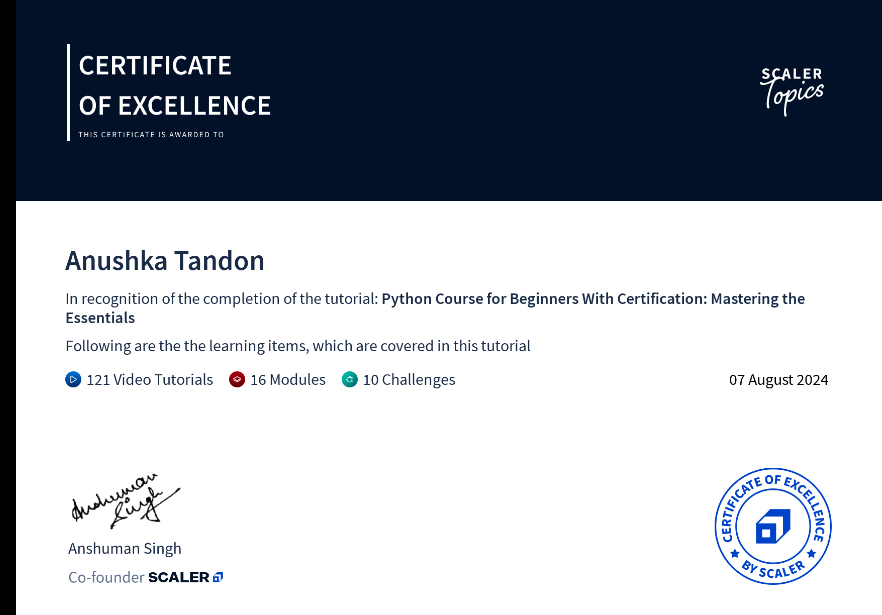 CERTIFICATE
OF EXCELLENCE
THIS CERTIFICATE IS AWARDED TO
SCALER
Topics
Anushka Tandon
In recognition of the completion of the tutorial: Python Course for Beginners With Certification: Mastering the
Essentials
Following are the the learning items, which are covered in this tutorial
121 Video Tutorials 16 Modules 10 Challenges
07 August 2024
Anshuman
Singh
Anshuman Singh
Co-founder SCALER
CERTIFICATE OF EXCELLENCE
BY SCALER